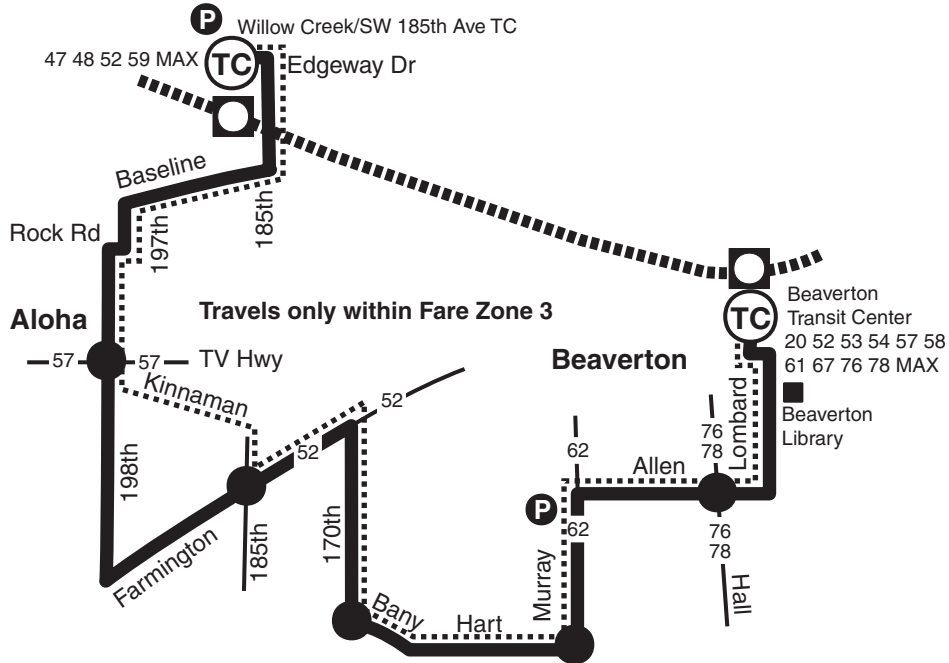 P
Willow Creek/SW 185th Ave TC
47 48 52 59 MAX
TC
Edgeway Dr
Baseline
197th
185th
Rock Rd
Aloha
Travels only within Fare Zone 3
57
57
TV Hwy
Kinnaman
198th
Farmington
185th
52
52
170th
Bany
Hart
Murray
P
62
62
Allen
Beaverton
76
78
76
78
Hall
Lombard
TC
Beaverton
Transit Center
20 52 53 54 57 58
61 67 76 78 MAX
Beaverton
Library